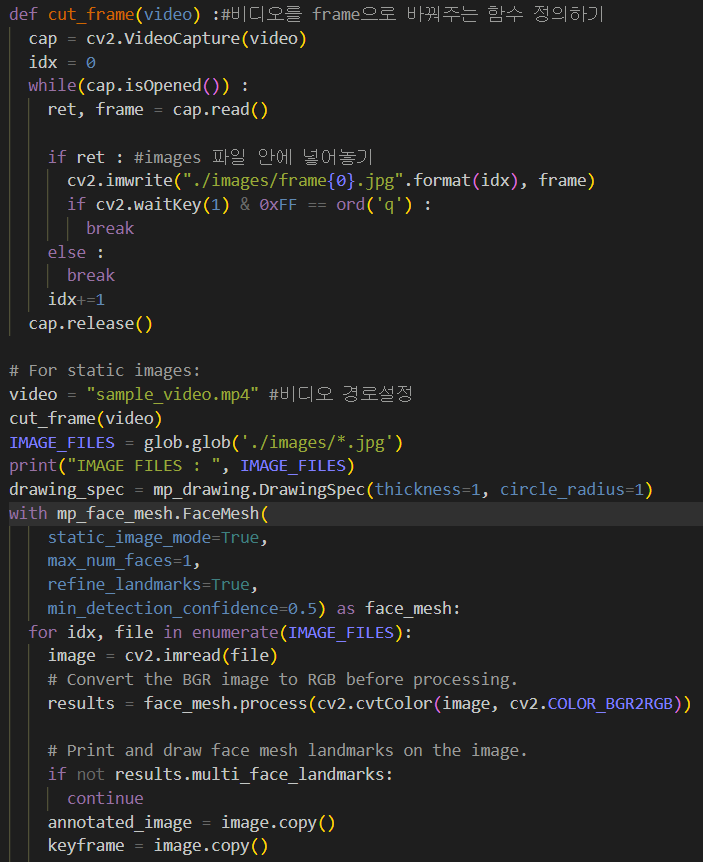 def cut_frame(video) :#비디오를 frame으로 바꿔주는 함수 정의하기
  cap = cv2.VideoCapture(video)
  idx = 0
  while(cap.isOpened()) :
    ret, frame = cap.read()

    if ret : #images 파일 안에 넣어놓기
      cv2.imwrite("./images/frame{0}.jpg".format(idx), frame)
      if cv2.waitKey(1) & 0xFF == ord('q') :
        break
    else :
      break
    idx+=1
  cap.release()

# For static images:
video = "sample_video.mp4" #비디오 경로설정
cut_frame(video)
IMAGE_FILES = glob.glob('./images/*.jpg')
print("IMAGE FILES : ", IMAGE_FILES)
drawing_spec = mp_drawing.DrawingSpec(thickness=1, circle_radius=1)
with mp_face_mesh.FaceMesh(
    static_image_mode=True,
    max_num_faces=1,
    refine_landmarks=True,
    min_detection_confidence=0.5) as face_mesh:
  for idx, file in enumerate(IMAGE_FILES):
    image = cv2.imread(file)
    # Convert the BGR image to RGB before processing.
    results = face_mesh.process(cv2.cvtColor(image, cv2.COLOR_BGR2RGB))

    # Print and draw face mesh landmarks on the image.
    if not results.multi_face_landmarks:
      continue
    annotated_image = image.copy()
    keyframe = image.copy()